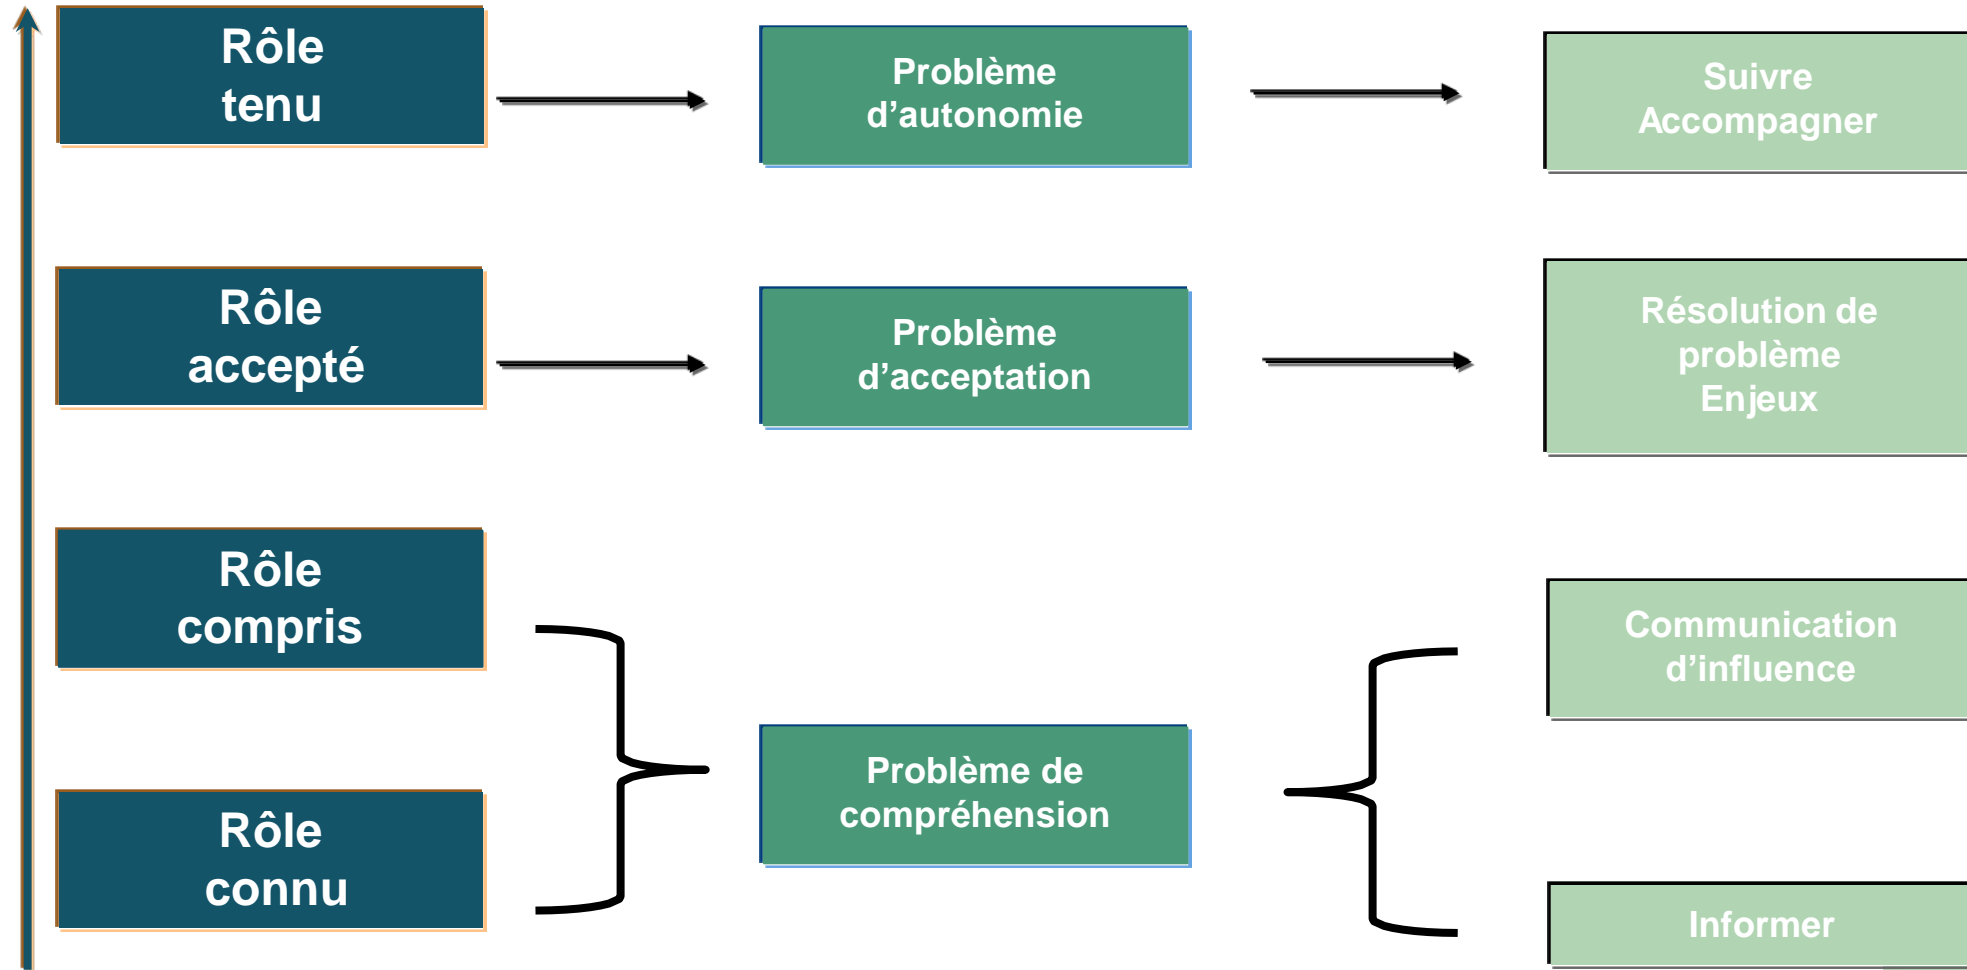 Rôle
tenu
Problème
d’autonomie
Suivre
Accompagner
Rôle
accepté
Problème
d’acceptation
Résolution de
problème
Enjeux
Rôle
compris
Communication
d’influence
Problème de
compréhension
Rôle
connu
Informer